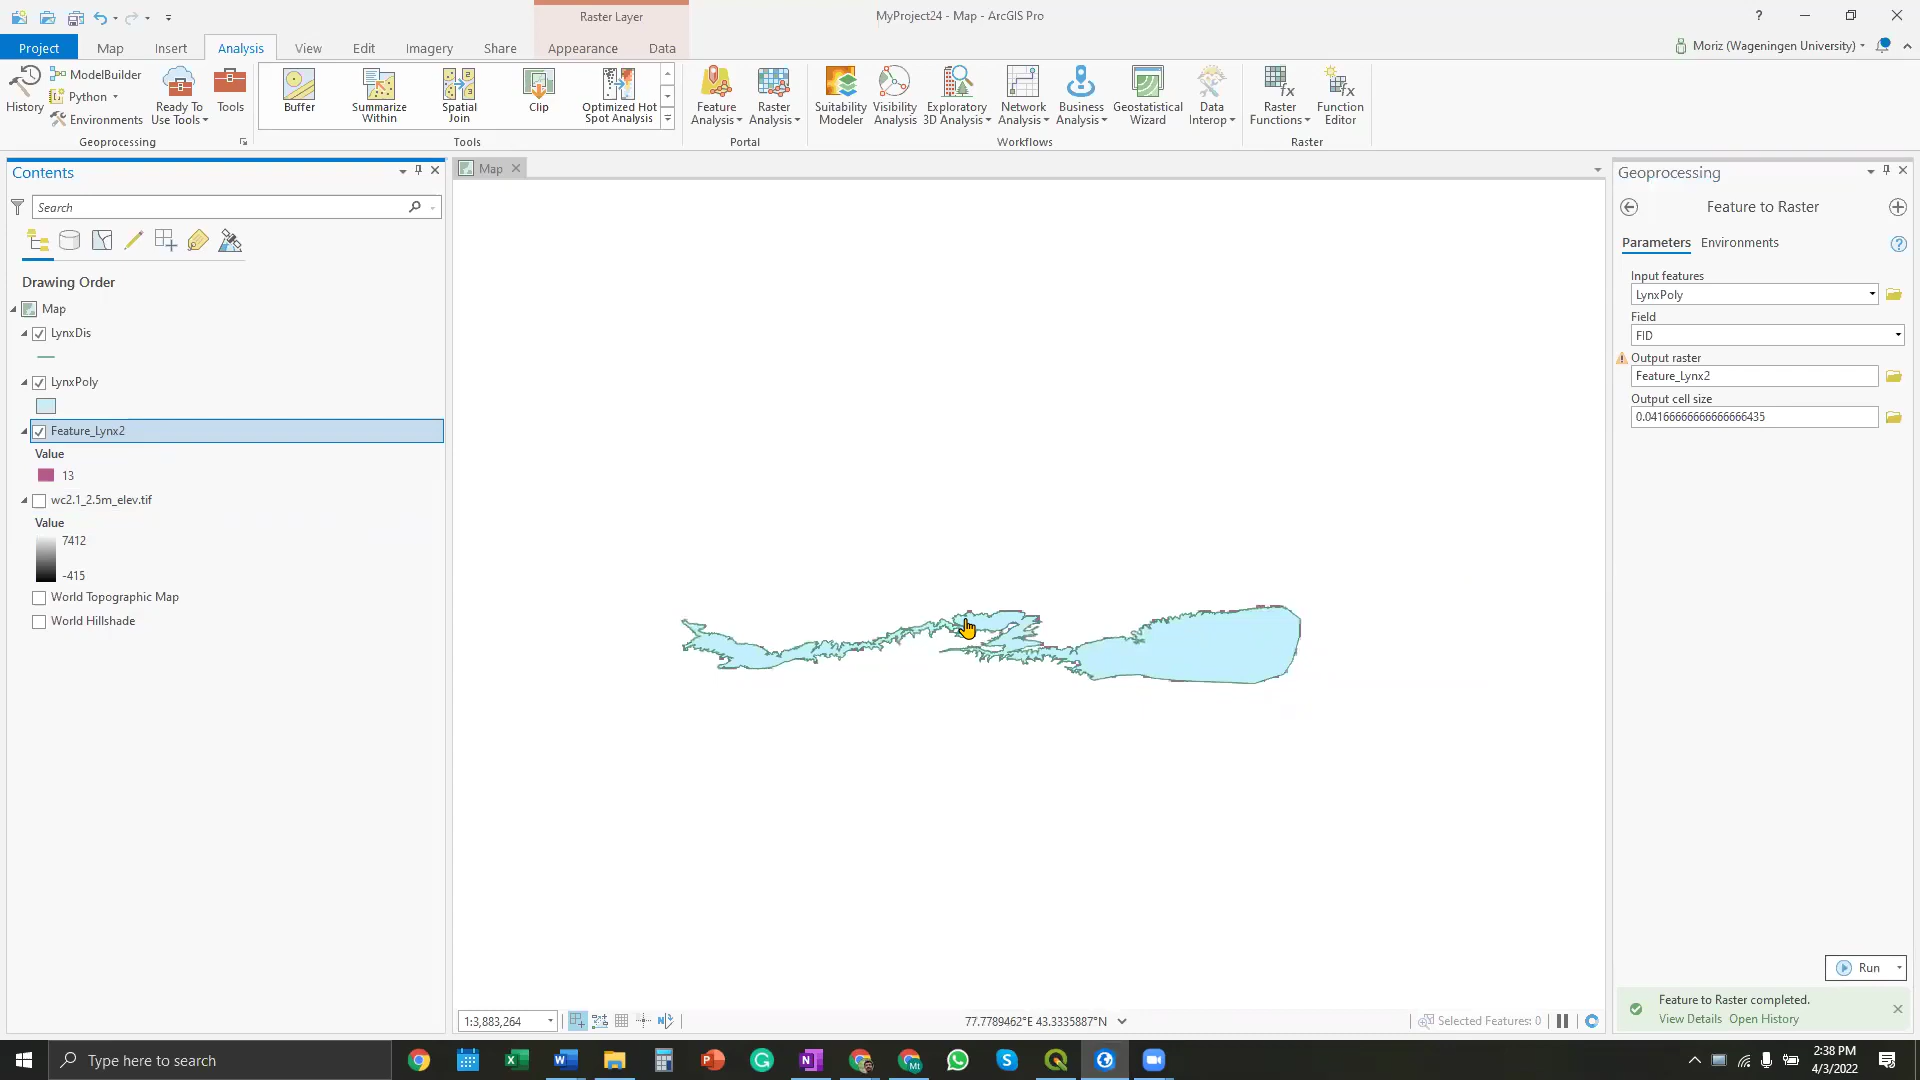 Raster Layer
MyProject24 - Map - ArcGIS Pro
?
Project
Map
Insert
Analysis
View
Edit
Imagery
Share
Appearance
Data
Moriz (Wageningen University)
History
ModelBuilder
Python
Environments
Ready To Use Tools
Tools
Geoprocessing
Buffer
Summarize Within
Spatial Join
Clip
Optimized Hot Spot Analysis
Tools
Feature Analysis
Raster Analysis
Portal
Suitability Modeler
Visibility Analysis
Exploratory 3D Analysis
Network Analysis
Business Analysis
Geostatistical Wizard
Data Interop
Workflows
Raster Functions
Function Editor
Raster
Contents
Search
Drawing Order
Map
LynxDis
LynxPoly
Feature_Lynx2
Value
13
wc2.1_2.5m_elev.tif
Value
7412
-415
World Topographic Map
World Hillshade
Map
1:3,883,264
77.7789462°E 43.3335887°N
Selected Features: 0
Geoprocessing
Feature to Raster
Parameters
Environments
Input features
LynxPoly
Field
FID
Output raster
Feature_Lynx2
Output cell size
0.04166666666666666435
Run
Feature to Raster completed.
View Details Open History
Type here to search
2:38 PM
4/3/2022